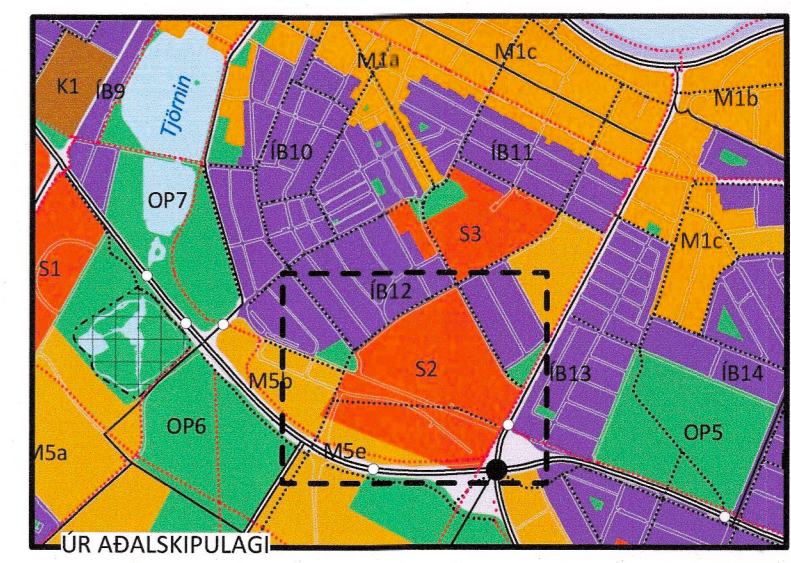 M1a
M1c
K1
ÍB9
Tjörnin
M1b
ÍB10
ÍB11
OP7
S3
M1c
S1
ÍB12
S2
M5b
ÍB13
ÍB14
OP6
OP5
M5a
M5e
ÚR AÐALSKIPULAGI